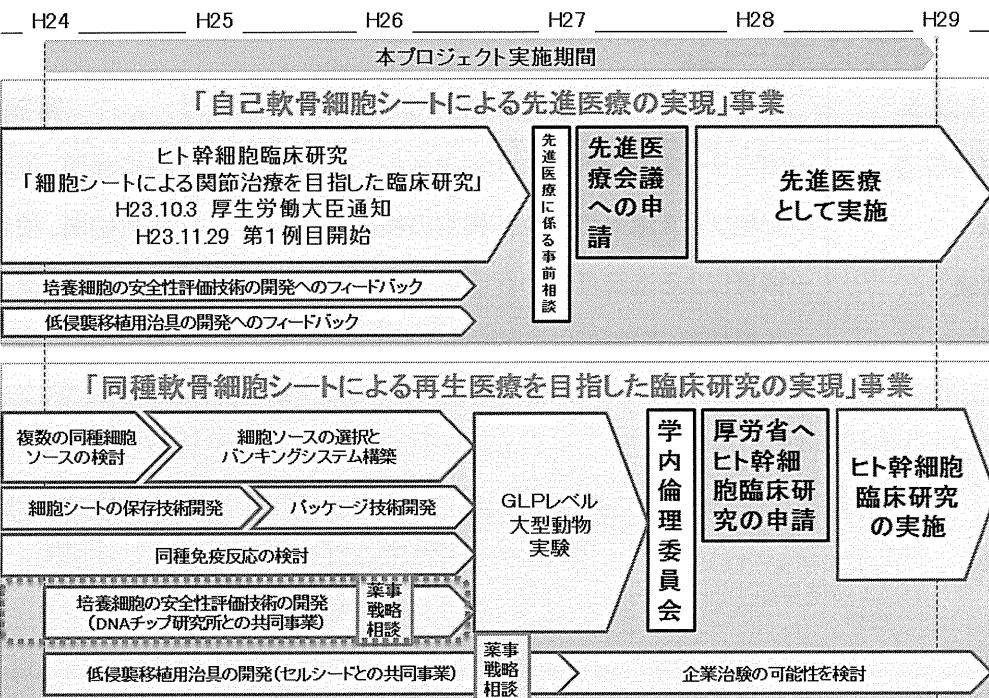 H24 H25 H26 H27 H28 H29
本プロジェクト実施期間
「自己軟骨細胞シートによる先進医療の実現」事業
ヒト幹細胞臨床研究
「細胞シートによる関節治療を目指した臨床研究」
H23.10.3 厚生労働大臣通知
H23.11.29 第1例目開始
先進医療に係る事前相談
先進医
療会議
への申
請
先進医療
として実施
培養細胞の安全性評価技術の開発へのフィードバック
低侵襲移植用治具の開発へのフィードバック
「同種軟骨細胞シートによる再生医療を目指した臨床研究の実現」事業
複数の同種細胞
ソースの検討
細胞ソースの選択と
バンキングシステム構築
細胞シートの保存技術開発
パッケージ技術開発
同種免疫反応の検討
培養細胞の安全性評価技術の開発
(DNAチップ研究所との共同事業)
薬事
戦略
相談
GLPレベル
大型動物
実験
学内倫理委員会
厚労省へ
ヒト幹細
胞臨床研
究の申請
ヒト幹細胞
臨床研究
の実施
低侵襲移植用治具の開発(セルシードとの共同事業)
薬事
戦略
相談
企業治験の可能性を検討